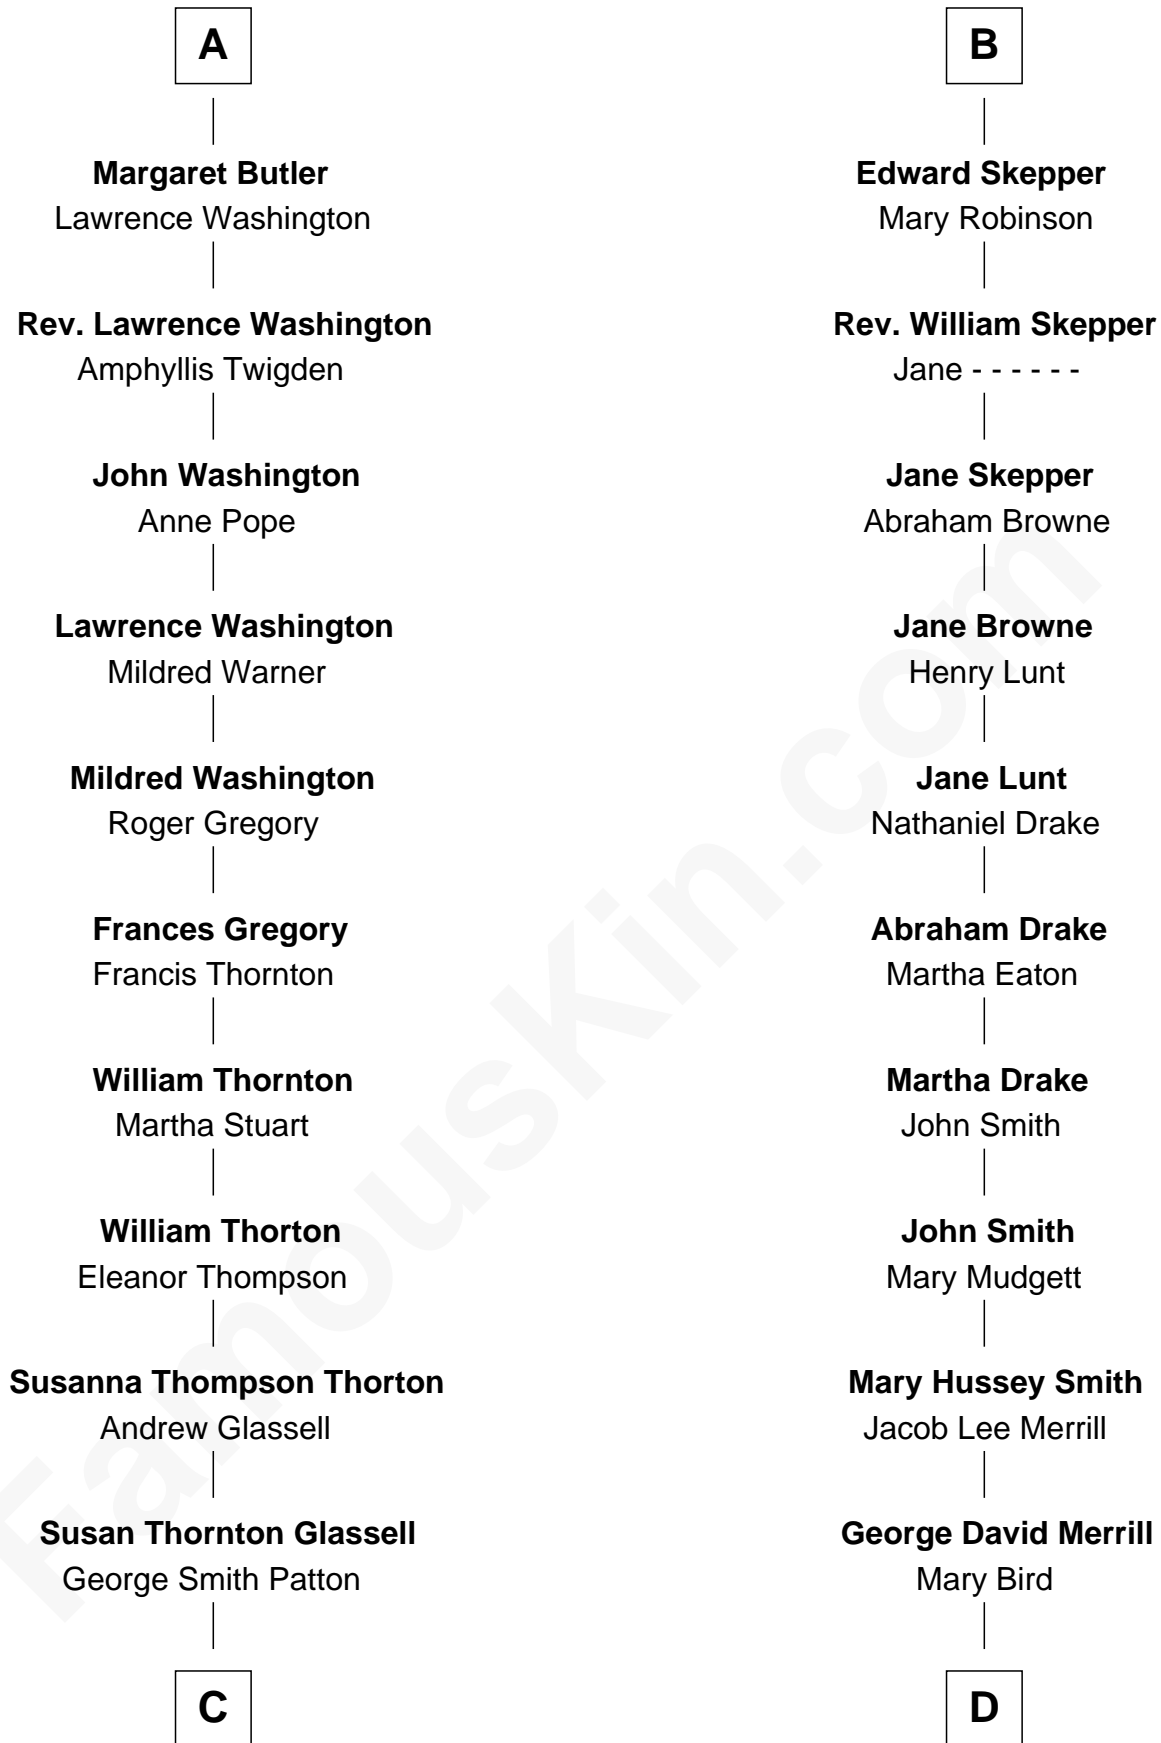 A
Margaret Butler
Lawrence Washington
Rev. Lawrence Washington
Amphyllis Twigden
John Washington
Anne Pope
Lawrence Washington
Mildred Warner
Mildred Washington
Roger Gregory
Frances Gregory
Francis Thornton
William Thornton
Martha Stuart
William Thorton
Eleanor Thompson
Susanna Thompson Thorton
Andrew Glassell
Susan Thornton Glassell
George Smith Patton
C
B
Edward Skepper
Mary Robinson
Rev. William Skepper
Jane - - - - - -
Jane Skepper
Abraham Browne
Jane Browne
Henry Lunt
Jane Lunt
Nathaniel Drake
Abraham Drake
Martha Eaton
Martha Drake
John Smith
John Smith
Mary Mudgett
Mary Hussey Smith
Jacob Lee Merrill
George David Merrill
Mary Bird
D
FamousKin.com